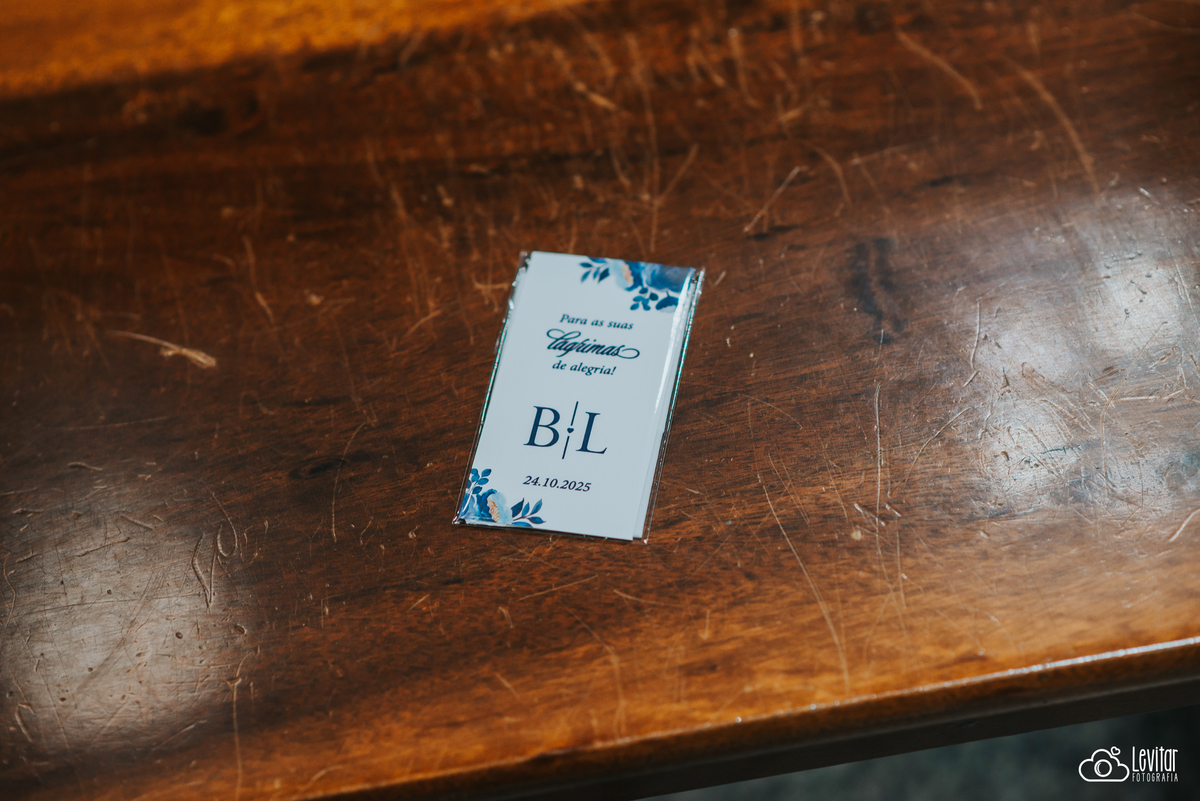 Para as suas
lágrimas
de alegria!
B L
24.10.2025
Levitar
FOTOGRAFIA